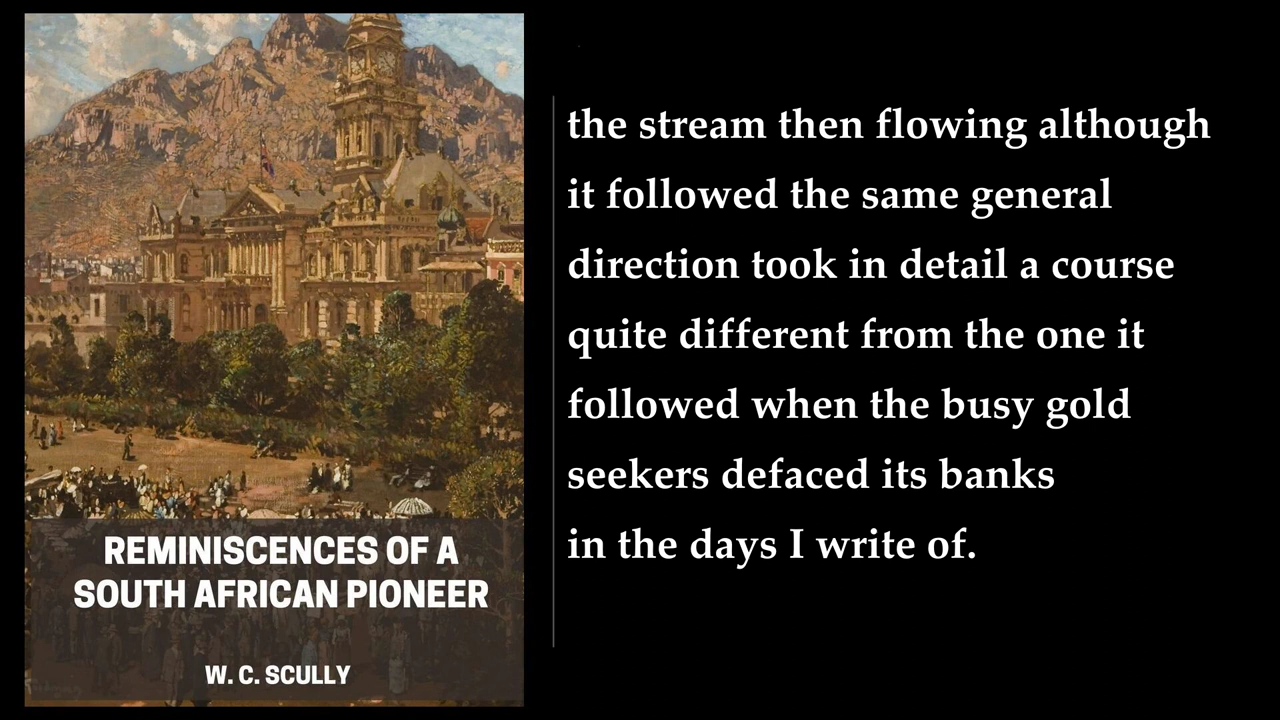 REMINISCENCES OF A
SOUTH AFRICAN PIONEER
W. C. SCULLY
the stream then flowing although
it followed the same general
direction took in detail a course
quite different from the one it
followed when the busy gold
seekers defaced its banks
in the days I write of.